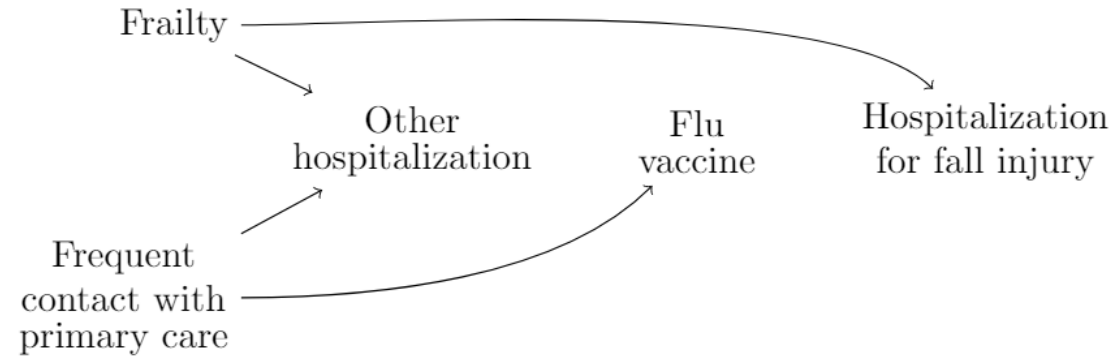 Frailty
Other
hospitalization
Flu
vaccine
Hospitalization
for fall injury
Frequent
contact with
primary care